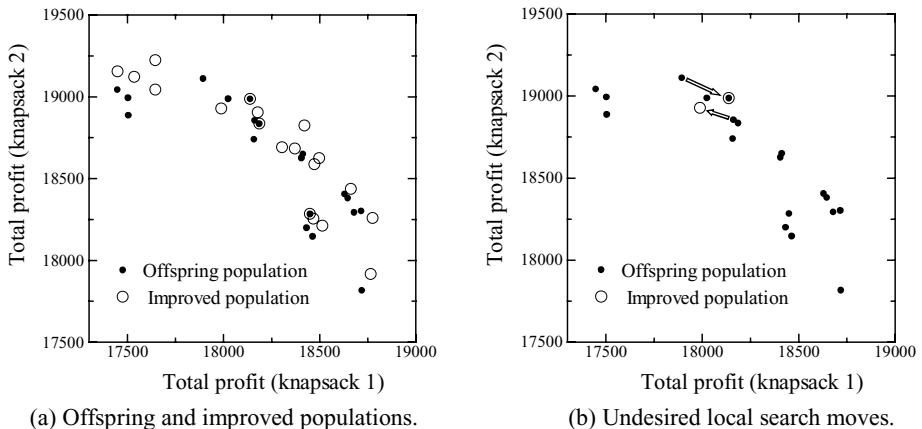 19500
19000
18500
18000
17500
17500
18000
18500
19000
Total profit (knapsack 2)
Total profit (knapsack 1)
Offspring population
Improved population
(a) Offspring and improved populations.
19500
19000
18500
18000
17500
17500
18000
18500
19000
Total profit (knapsack 2)
Total profit (knapsack 1)
Offspring population
Improved population
(b) Undesired local search moves.